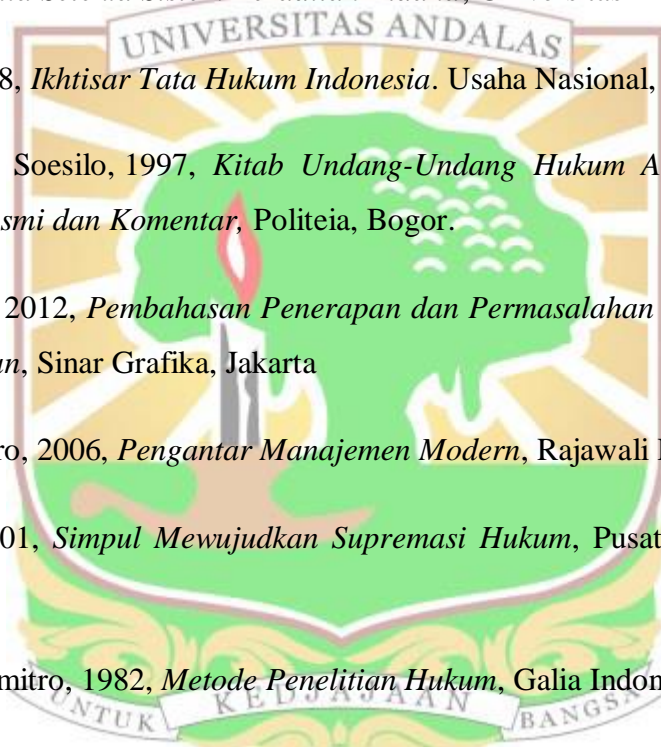 UNIVERSITAS ANDALAS
8, Ikhtisar Tata Hukum Indonesia. Usaha Nasional,
Soesilo, 1997, Kitab Undang-Undang Hukum A
smi dan Komentar, Politeia, Bogor.
2012, Pembahasan Penerapan dan Permasalahan
n, Sinar Grafika, Jakarta
ro, 2006, Pengantar Manajemen Modern, Rajawali
01, Simpul Mewujudkan Supremasi Hukum, Pusat
mitro, 1982, Metode Penelitian Hukum, Galia Indon
UNTUK KEDJAJAAN BANGSA